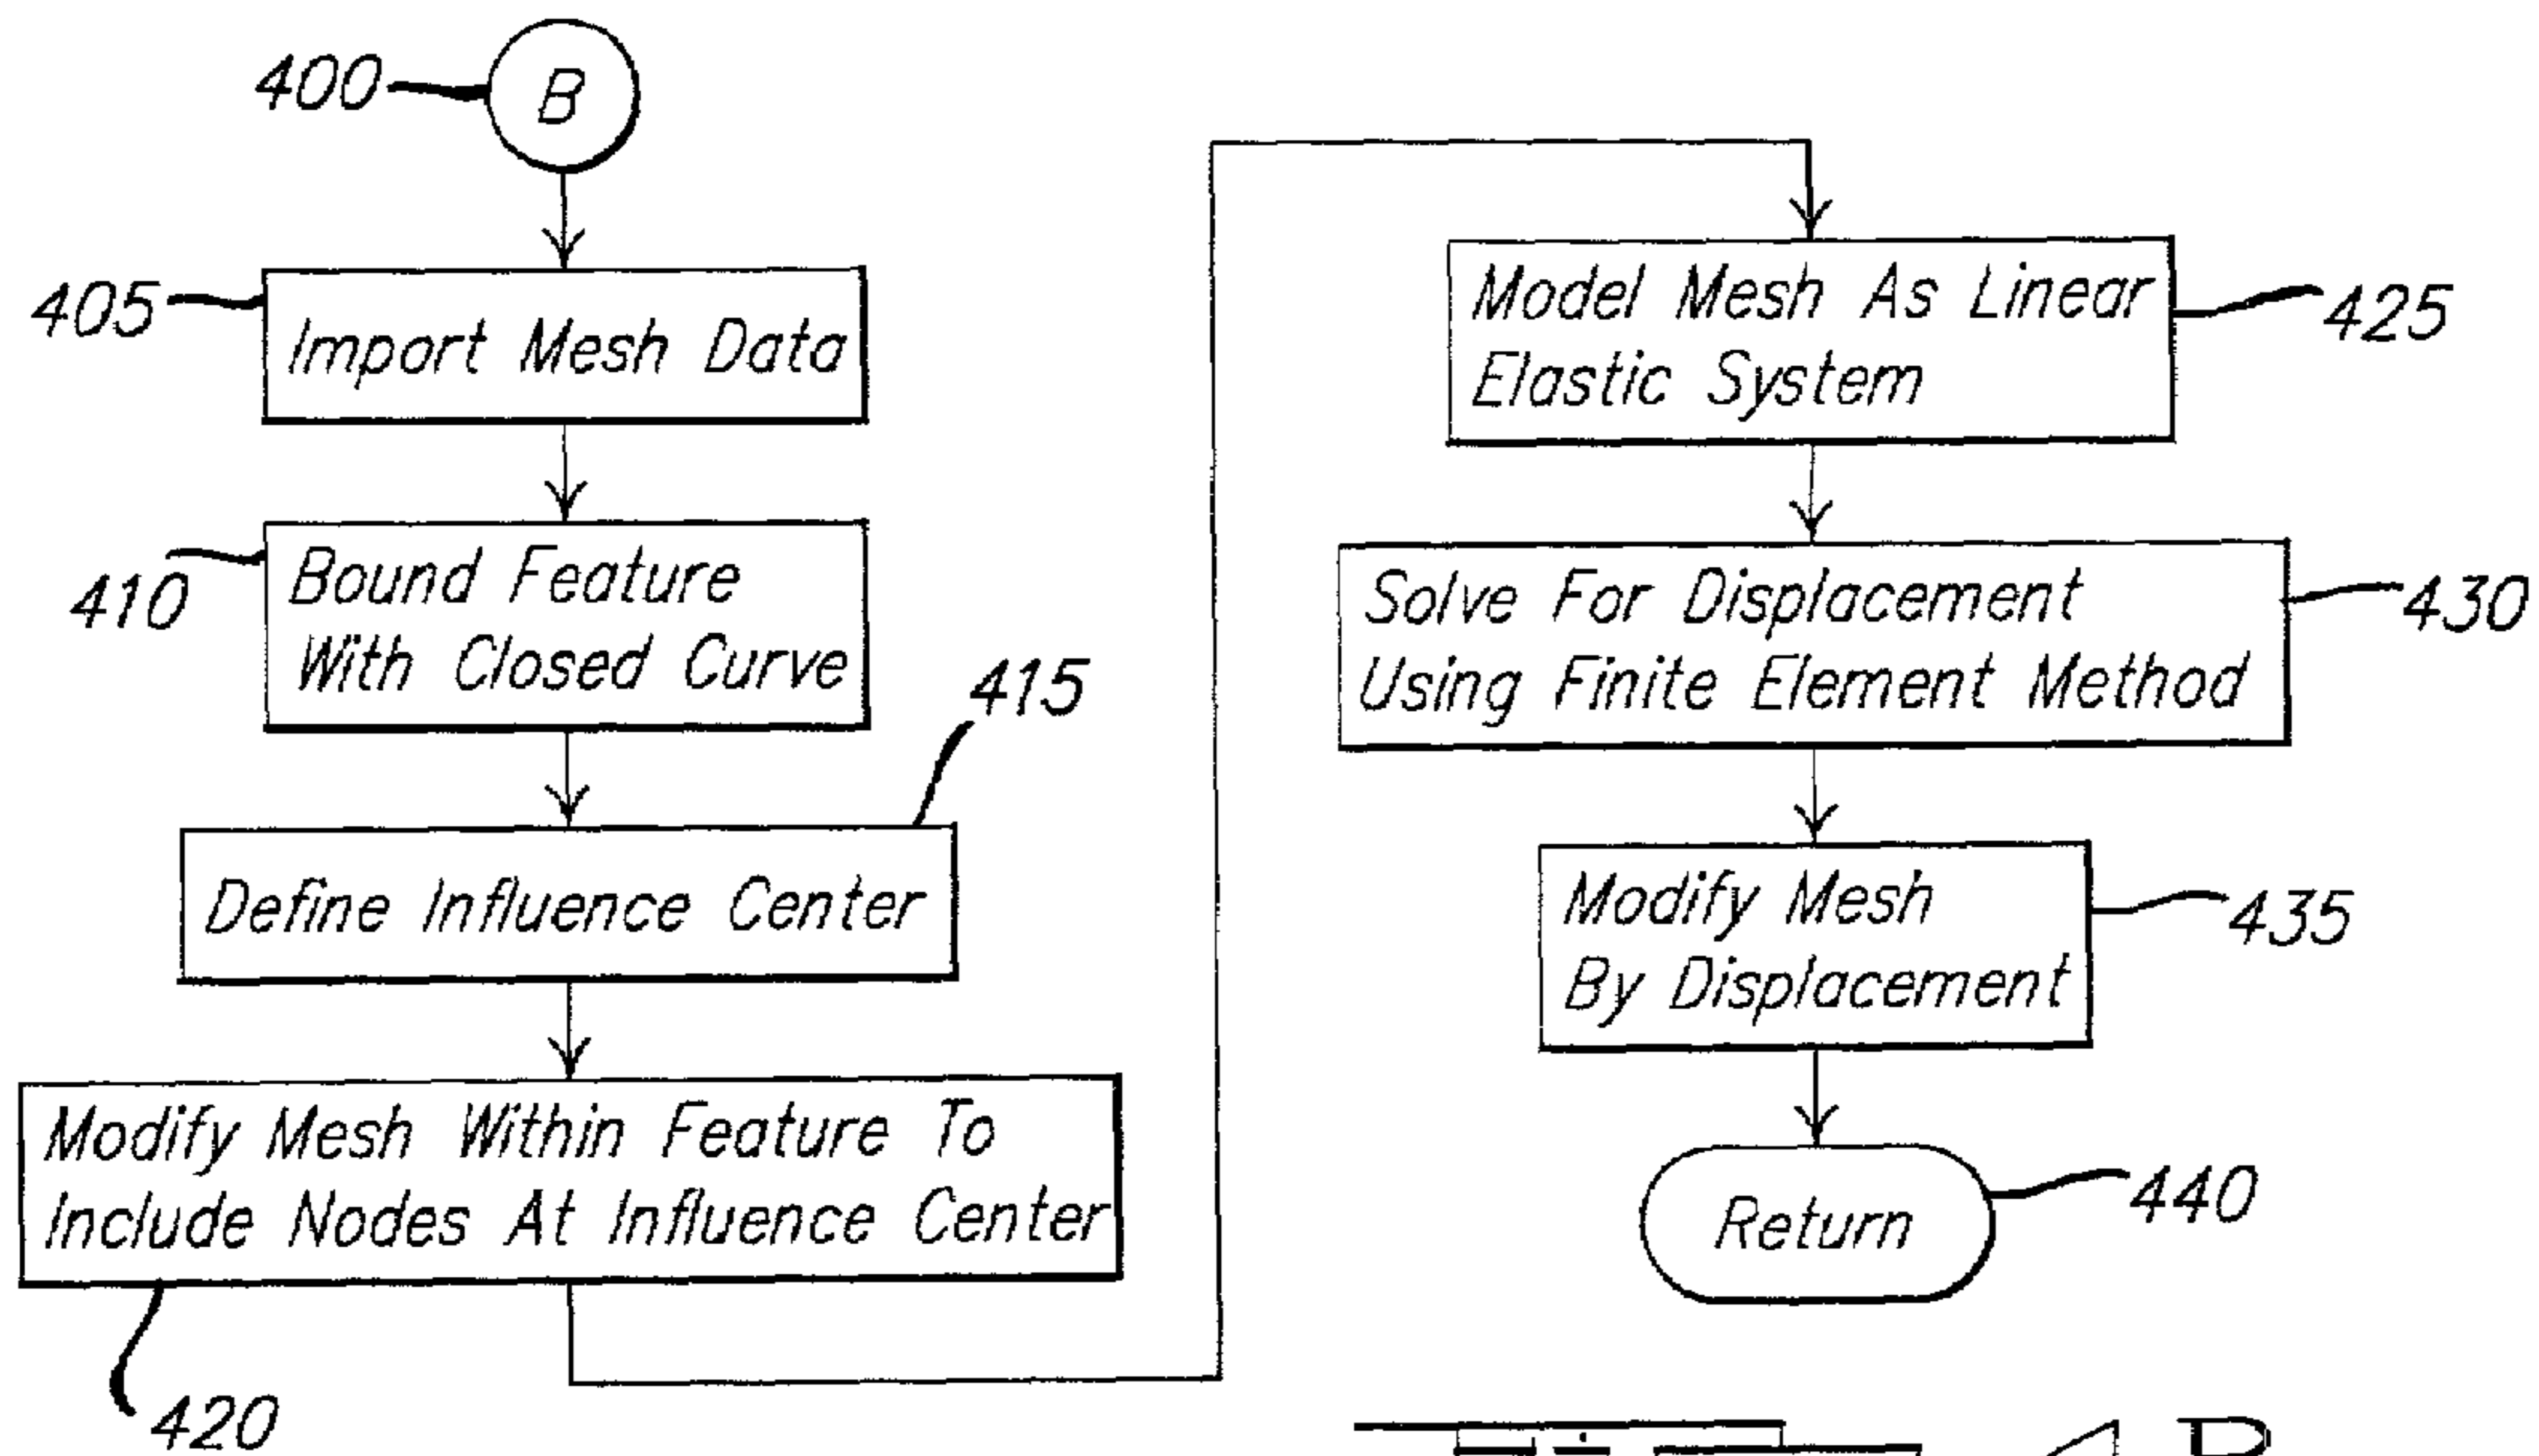 400
B
405
Import Mesh Data
410
Bound Feature
With Closed Curve
415
Define Influence Center
Modify Mesh Within Feature To
Include Nodes At Influence Center
420
Model Mesh As Linear
Elastic System
425
Solve For Displacement
Using Finite Element Method
430
Modify Mesh
By Displacement
435
Return
440